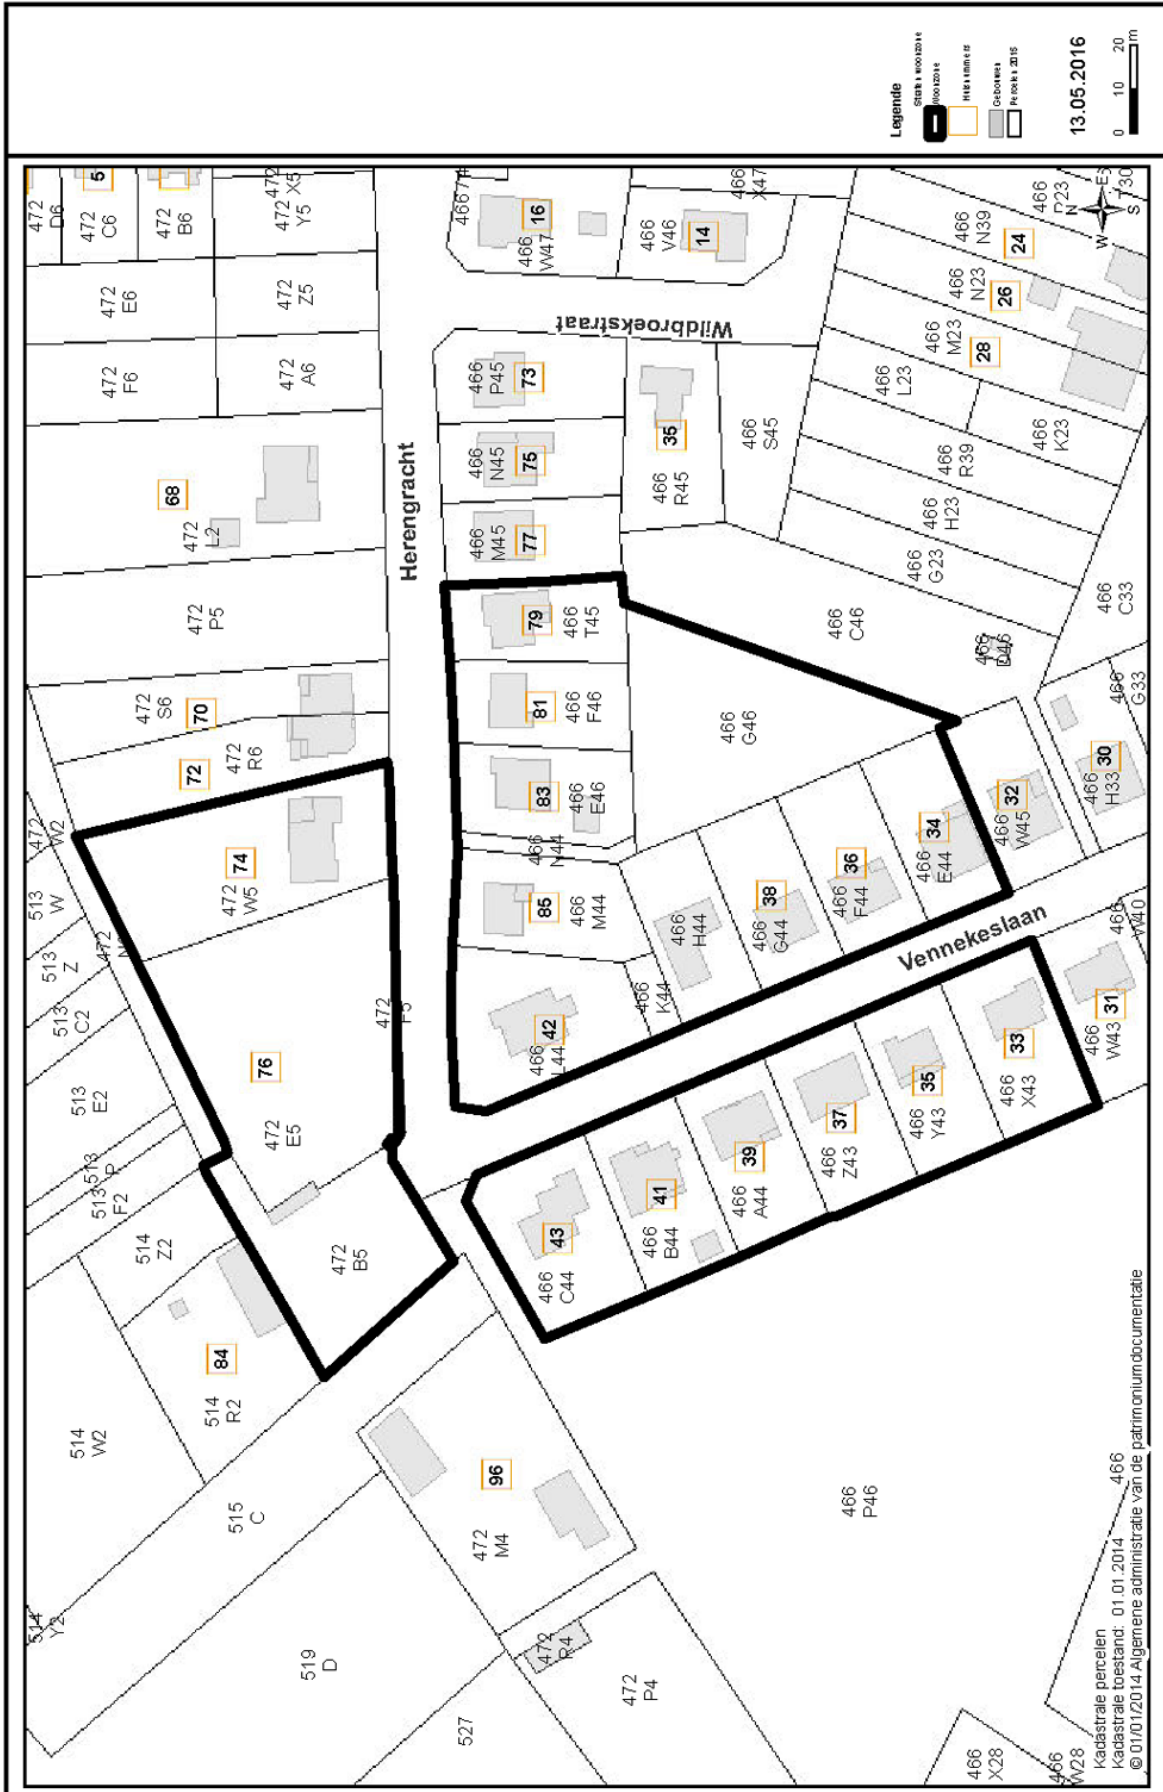 Legende
Woonzone
Huisnummers
Gebouwen
Percelen 2015
13.05.2016
0 10 20
m
472
D6
472
C6
5
472
B6
472
X5
472
Y5
472
E6
472
Z5
472
F6
472
A6
68
472
L2
472
P5
472
S6
70
72
472
R6
472
W2
74
472
W5
513
W
513
Z
513
C2
513
E2
513
P
513
F2
514
Z2
76
472
E5
472
F5
472
B5
84
514
R2
514
W2
515
C
514
Y2
519
D
527
96
472
M4
472
R4
472
P4
Herengracht
Wildbroekstraat
Vennekeslaan
16
466
W47
466
V46
14
466
X47
466
P45
73
466
N45
75
466
M45
77
79
466
T45
81
466
F46
83
466
E46
466
N44
85
466
M44
42
466
L44
466
K44
466
H44
38
466
G44
36
466
F44
34
466
E44
32
466
W45
30
466
H33
466
G33
466
C33
35
466
R45
466
S45
466
G46
466
C46
466
D46
466
N39
24
466
N23
26
466
M23
28
466
L23
466
K23
466
R39
466
H23
466
G23
N
W
S
43
466
C44
41
466
B44
39
466
A44
37
466
Z43
35
466
Y43
33
466
X43
31
466
W43
466
W40
466
P46
466
466
X28
466
W28
Kadastrale percelen
Kadastrale toestand: 01.01.2014
© 01/01/2014 Algemene administratie van de patrimoniumdocumentatie